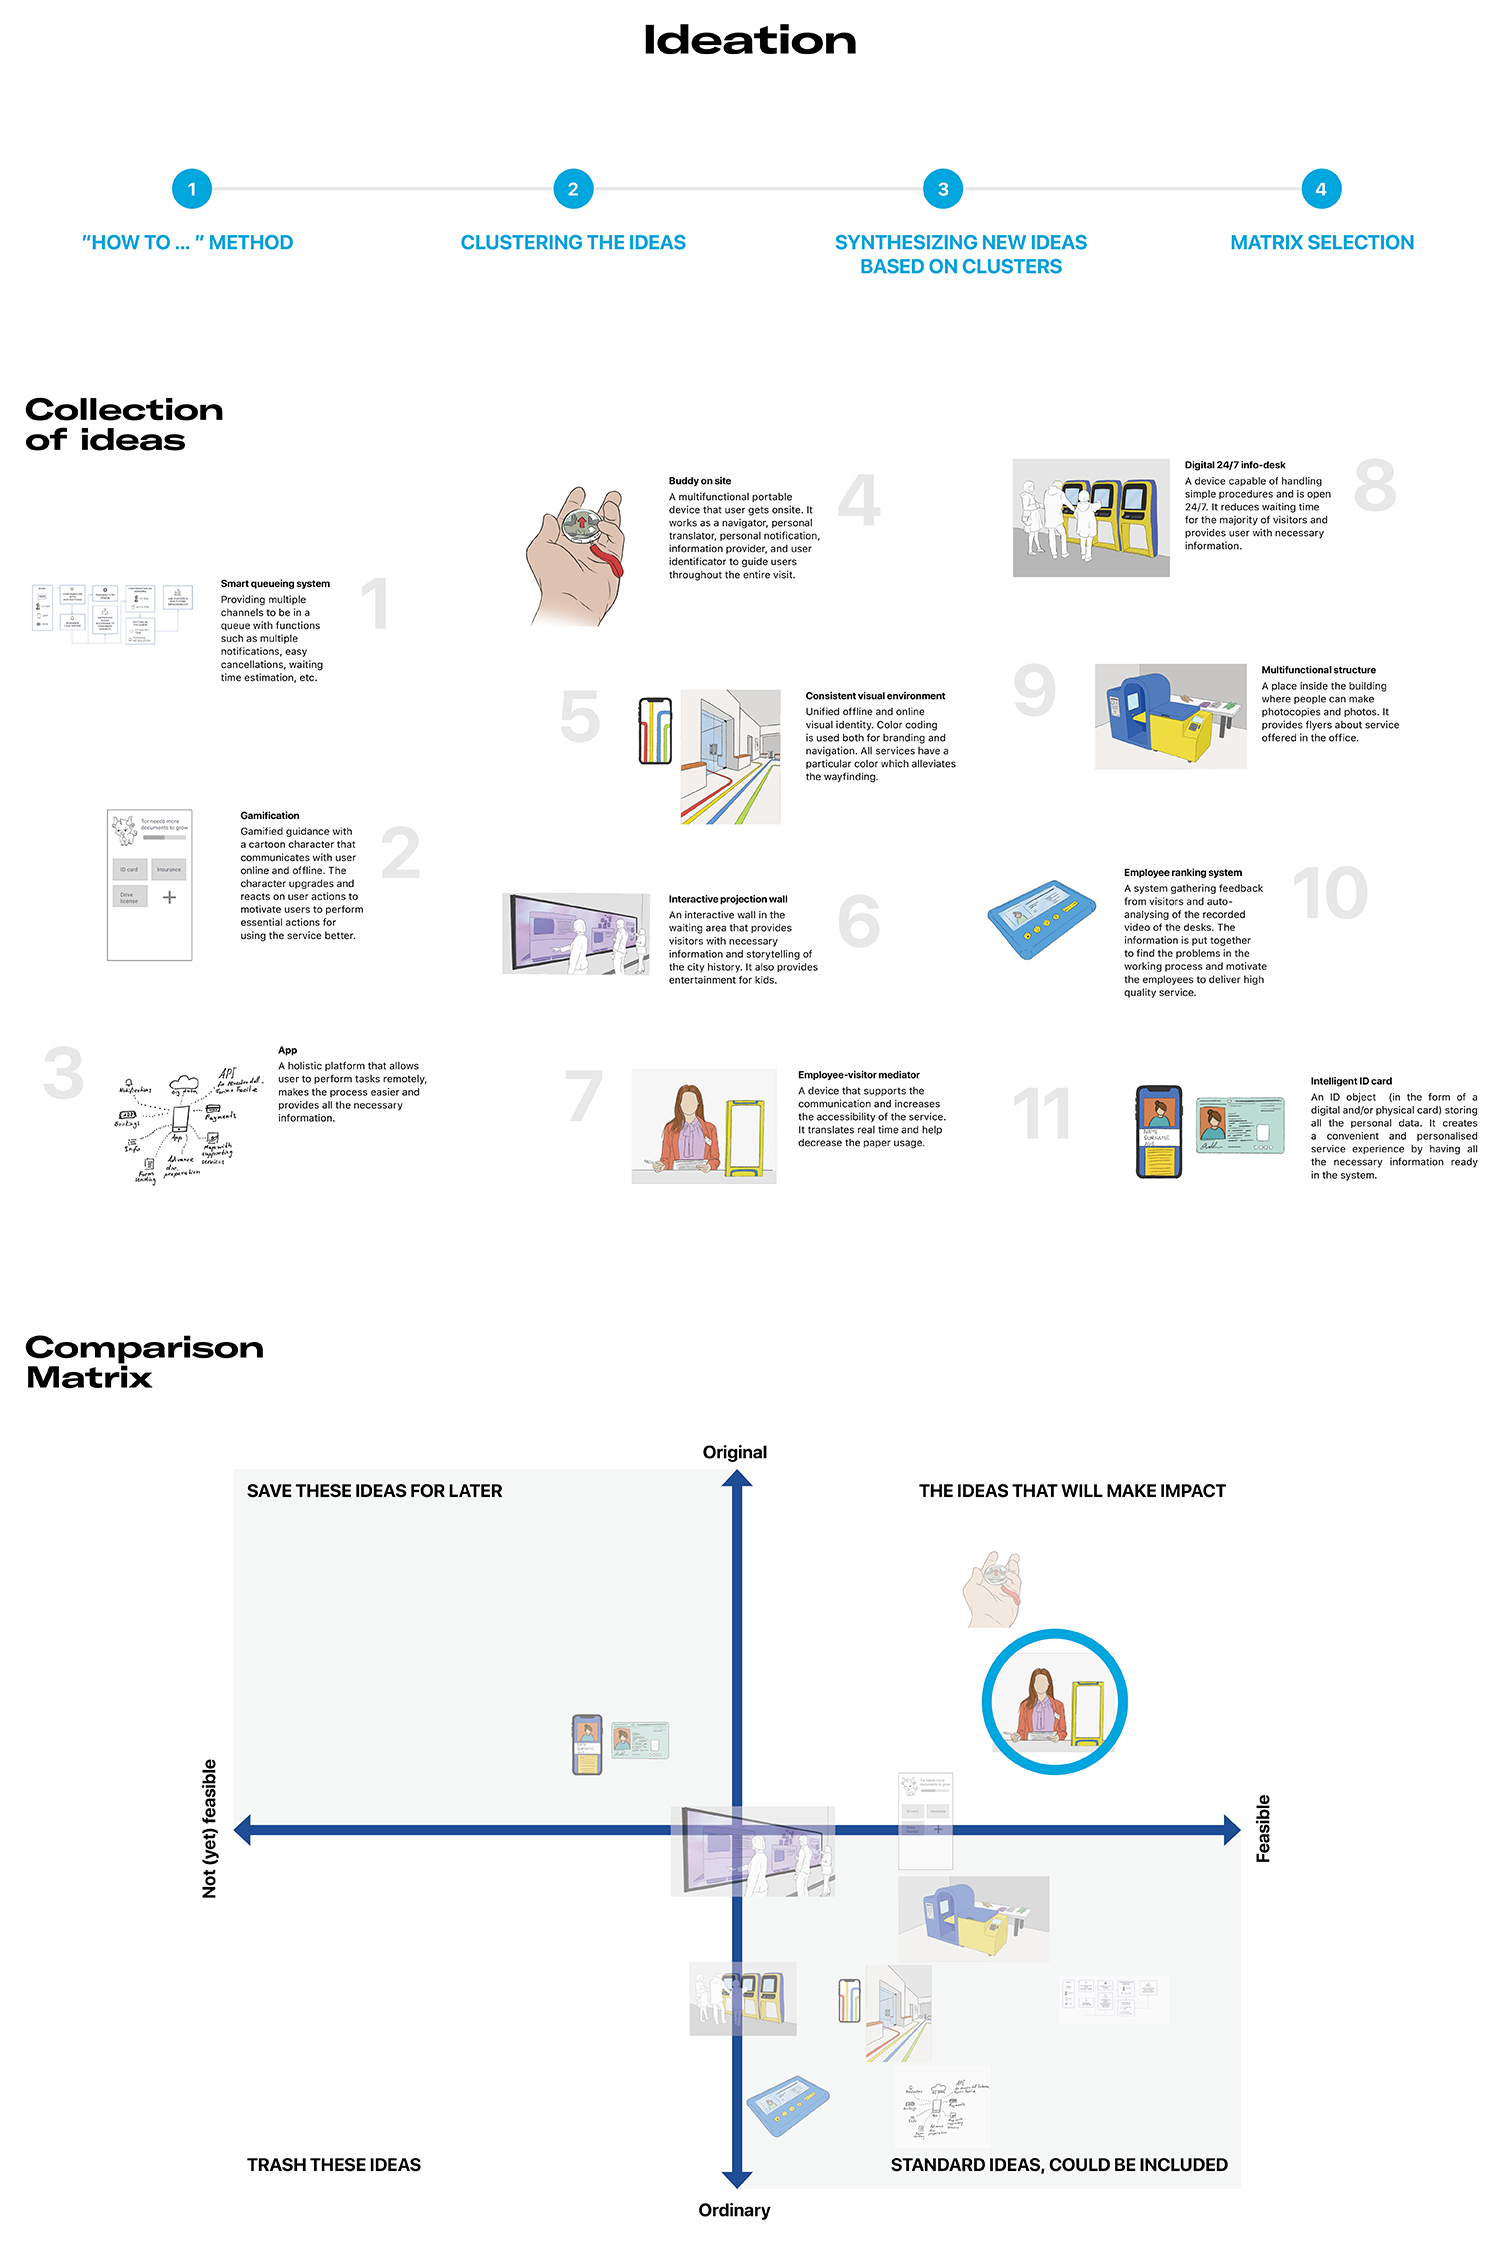 Ideation
1
2
3
4
"HOW TO ... " METHOD
CLUSTERING THE IDEAS
SYNTHESIZING NEW IDEAS
BASED ON CLUSTERS
MATRIX SELECTION
Collection
of ideas
Smart queueing system
Providing multiple
channels to be in a
queue with functions
such as multiple
notifications, easy
cancellations, waiting
time estimation, etc.
1
Tor needs more
documents to grow
ID card
Insurance
Drive
license
+
Gamification
Gamified guidance with
a cartoon character that
communicates with user
online and offline. The
character upgrades and
reacts on user actions to
motivate users to perform
essential actions for
using the service better.
2
3
Notifications
API
Payments
Bookings
App
Info
Map with
supporting
services
Form
sending
Advance
doc.
preparation
App
A holistic platform that allows
user to perform tasks remotely,
makes the process easier and
provides all the necessary
information.
Buddy on site
A multifunctional portable
device that user gets onsite. It
works as a navigator, personal
translator, personal notification,
information provider, and user
identificator to guide users
throughout the entire visit.
4
5
Consistent visual environment
Unified offline and online
visual identity. Color coding
is used both for branding and
navigation. All services have a
particular color which alleviates
the wayfinding.
Interactive projection wall
An interactive wall in the
waiting area that provides
visitors with necessary
information and storytelling of
the city history. It also provides
entertainment for kids.
6
7
Employee-visitor mediator
A device that supports the
communication and increases
the accessibility of the service.
It translates real time and help
decrease the paper usage.
Digital 24/7 info-desk
A device capable of handling
simple procedures and is open
24/7. It reduces waiting time
for the majority of visitors and
provides user with necessary
information.
8
9
Multifunctional structure
A place inside the building
where people can make
photocopies and photos. It
provides flyers about service
offered in the office.
Employee ranking system
A system gathering feedback
from visitors and auto-
analysing of the recorded
video of the desks. The
information is put together
to find the problems in the
working process and motivate
the employees to deliver high
quality service.
10
11
NAME
SURNAME
AGE
Intelligent ID card
An ID object (in the form of a
digital and/or physical card) storing
all the personal data. It creates
a convenient and personalised
service experience by having all
the necessary information ready
in the system.
Comparison
Matrix
Original
SAVE THESE IDEAS FOR LATER
THE IDEAS THAT WILL MAKE IMPACT
Not (yet) feasible
Feasible
Tor needs more
documents to grow
ID card
Insurance
+
API
TRASH THESE IDEAS
STANDARD IDEAS, COULD BE INCLUDED
Ordinary